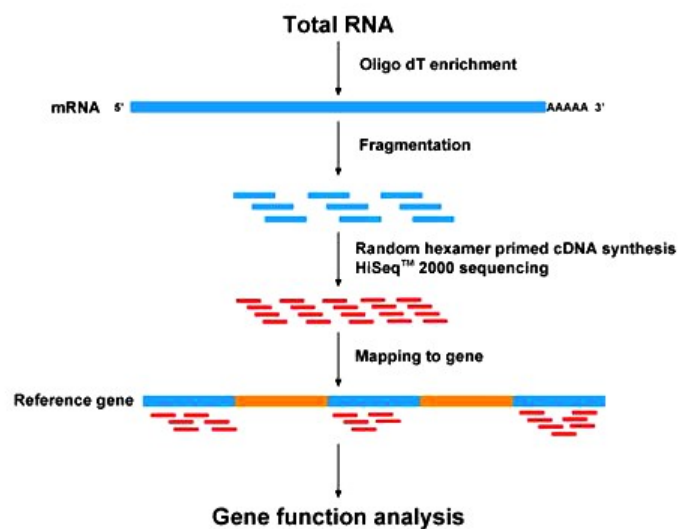 Total RNA
Oligo dT enrichment
mRNA 5' AAAAA 3'
Fragmentation
Random hexamer primed cDNA synthesis
HiSeq™ 2000 sequencing
Mapping to gene
Reference gene
Gene function analysis